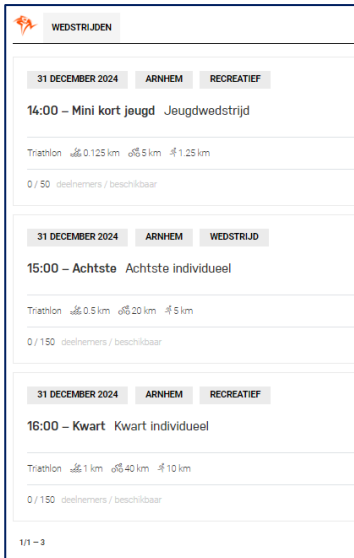 WEDSTRIJDEN
31 DECEMBER 2024 ARNHEM RECREATIEF
14:00 – Mini kort jeugd Jeugdwedstrijd
Triathlon 0.125 km 5 km 1.25 km
0 / 50 deelnemers / beschikbaar
31 DECEMBER 2024 ARNHEM WEDSTRIJD
15:00 – Achtste Achtste individueel
Triathlon 0.5 km 20 km 5 km
0 / 150 deelnemers / beschikbaar
31 DECEMBER 2024 ARNHEM RECREATIEF
16:00 – Kwart Kwart individueel
Triathlon 1 km 40 km 10 km
0 / 150 deelnemers / beschikbaar
1/1 – 3